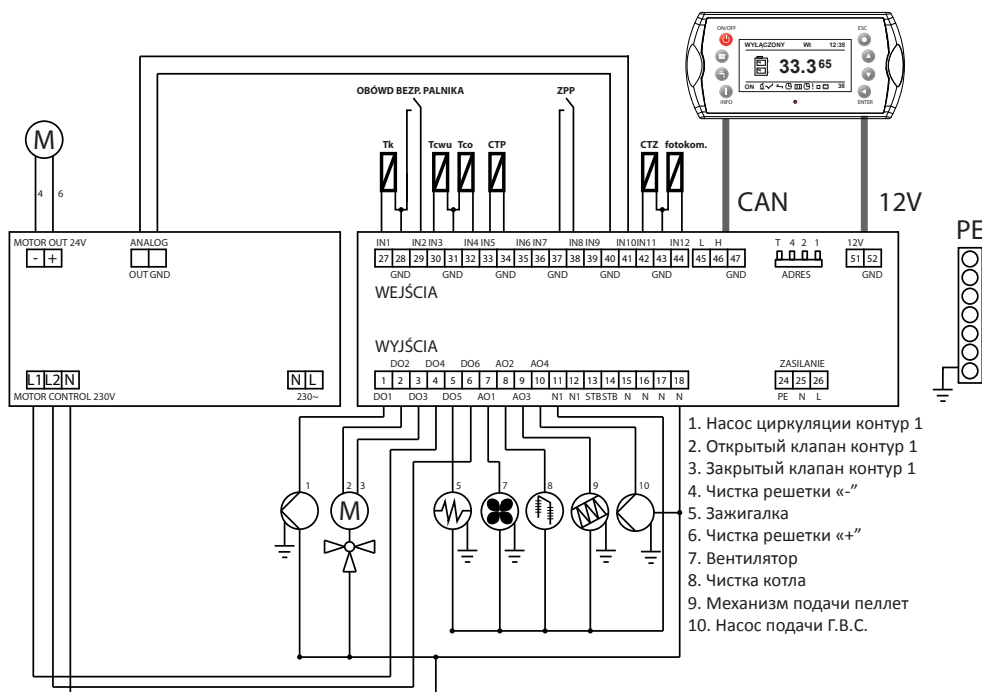 ON/OFF
ESC
WYŁĄCZONY Wt 12:35
33.3 65
ON 38
INFO
ENTER
OBÓWD BEZP. PALNIKA
ZPP
Tk
Tcwu
Tco
CTP
CTZ
fotokom.
M
4
6
CAN
12V
PE
MOTOR OUT 24V
ANALOG
- +
OUT GND
IN1 IN2 IN3 IN4 IN5 IN6 IN7 IN8 IN9 IN10 IN11 IN12 L H T 4 2 1 12V
27 28 29 30 31 32 33 34 35 36 37 38 39 40 41 42 43 44 45 46 47 51 52
GND GND GND GND GND GND GND ADRES GND
WEJŚCIA
WYJŚCIA
DO2 DO4 DO6 AO2 AO4 ZASILANIE
L1 L2 N
N L
1 2 3 4 5 6 7 8 9 10 11 12 13 14 15 16 17 18 24 25 26
MOTOR CONTROL 230V
230~
DO1 DO3 DO5 AO1 AO3 N1 N1 STB STB N N N N PE N L
1
2 3
M
5
7
8
9
10
1. Насос циркуляции контур 1
2. Открытый клапан контур 1
3. Закрытый клапан контур 1
4. Чистка решетки «-”
5. Зажигалка
6. Чистка решетки «+”
7. Вентилятор
8. Чистка котла
9. Механизм подачи пеллет
10. Насос подачи Г.В.С.